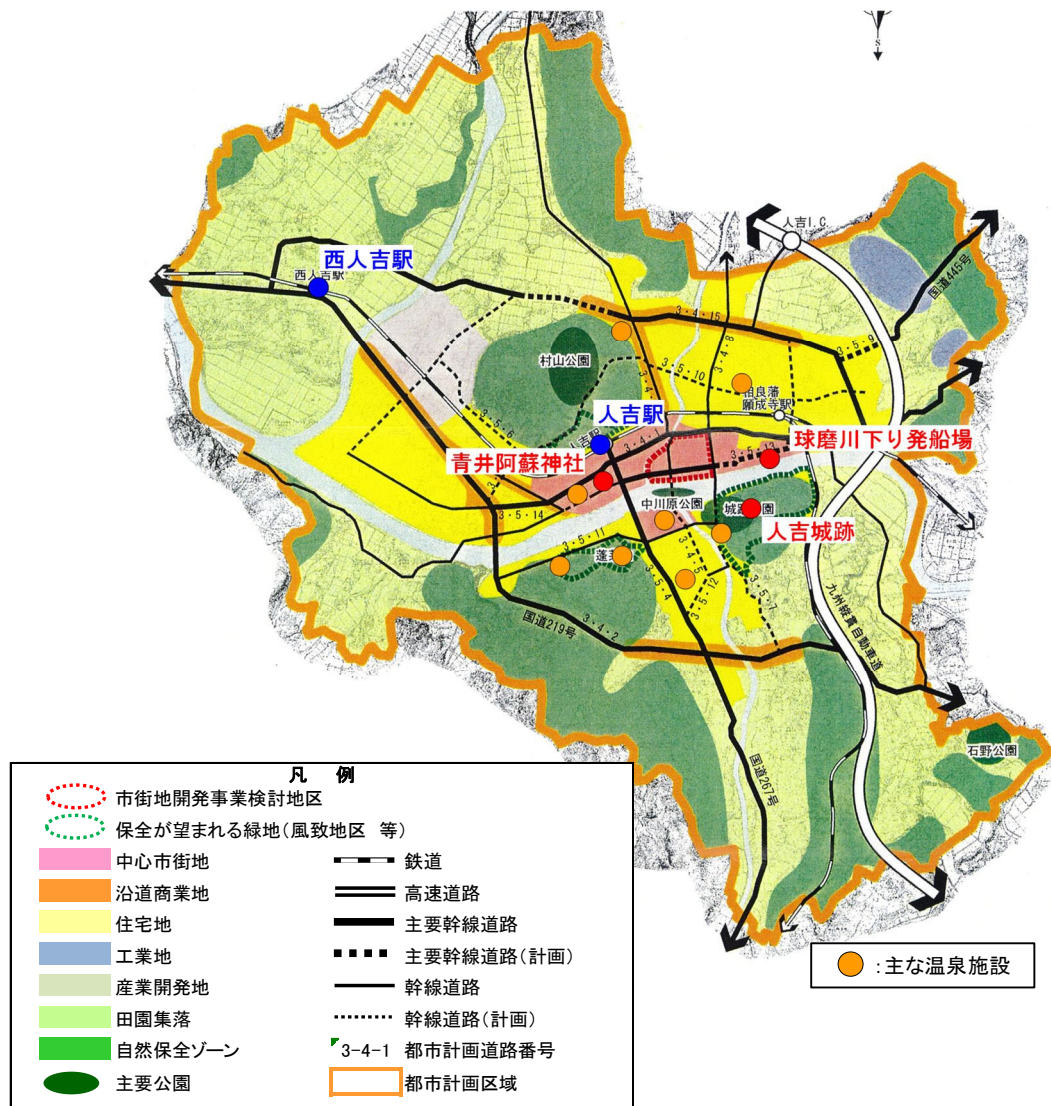 S
人吉I.C.
国道445号
西人吉駅
西人吉駅
3・4・15
3・5・9
3・4・8
村山公園
3・5・10
3・4
相良藩
願成寺駅
人吉駅
3・5・6
3・4・1
球磨川下り発船場
青井阿蘇神社
3・5・13
中川原公園
人吉城跡
3・5・14
3・5・11
3・4・5
3・5・12
3・5・7
3・5・4
国道219号
3・4・2
九州縦貫自動車道
石野公園
国道267号
凡 例
市街地開発事業検討地区
保全が望まれる緑地(風致地区 等)
中心市街地
鉄道
沿道商業地
高速道路
住宅地
主要幹線道路
工業地
主要幹線道路(計画)
産業開発地
幹線道路
田園集落
幹線道路(計画)
自然保全ゾーン
3-4-1 都市計画道路番号
主要公園
都市計画区域
:主な温泉施設